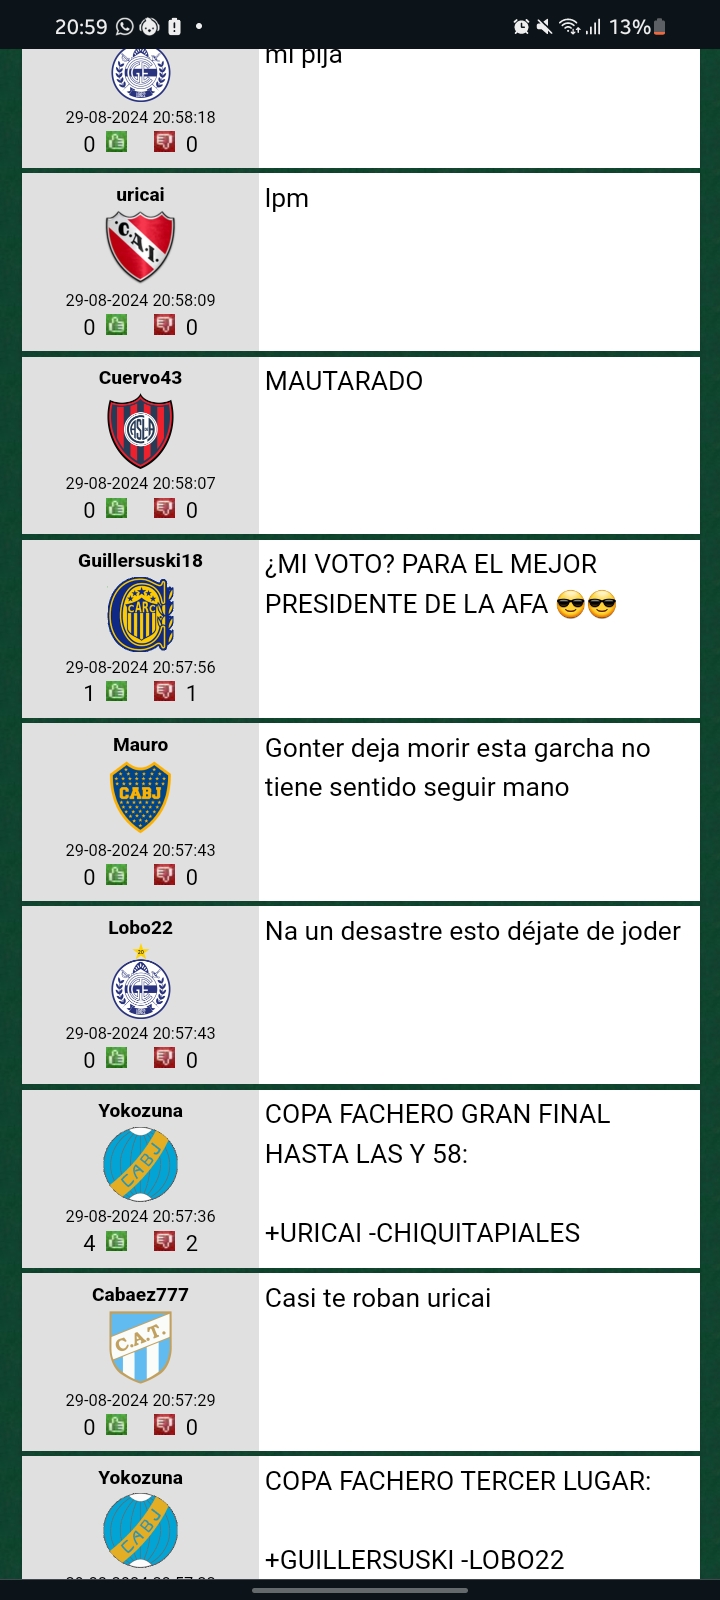 20:59
13%
mi pija
29-08-2024 20:58:18
0 0
uricai
lpm
C.A.I.
29-08-2024 20:58:09
0 0
Cuervo43
MAUTARADO
CASLA
29-08-2024 20:58:07
0 0
Guillersuski18
¿MI VOTO? PARA EL MEJOR
PRESIDENTE DE LA AFA 😎😎
CARC
29-08-2024 20:57:56
1 1
Mauro
Gonter deja morir esta garcha no
tiene sentido seguir mano
CABJ
29-08-2024 20:57:43
0 0
Lobo22
Na un desastre esto déjate de joder
29-08-2024 20:57:43
0 0
Yokozuna
COPA FACHERO GRAN FINAL
HASTA LAS Y 58:
+URICAI -CHIQUITAPIALES
CABJ
29-08-2024 20:57:36
4 2
Cabaez777
Casi te roban uricai
C.A.T.
29-08-2024 20:57:29
0 0
Yokozuna
COPA FACHERO TERCER LUGAR:
+GUILLERSUSKI -LOBO22
CABJ